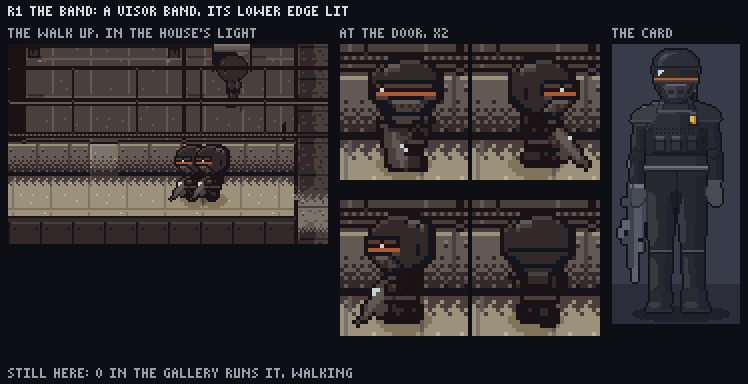 R1 THE BAND: A VISOR BAND, ITS LOWER EDGE LIT
THE WALK UP, IN THE HOUSE'S LIGHT
AT THE DOOR, X2
THE CARD
STILL HERE: O IN THE GALLERY RUNS IT, WALKING